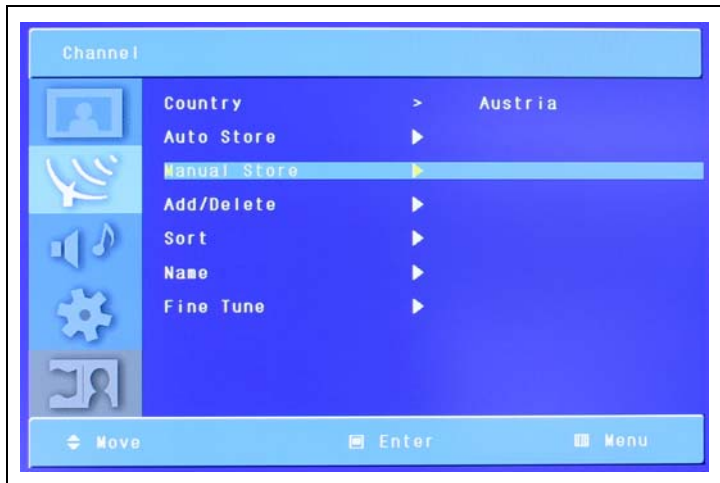 Channel
Country > Austria
Auto Store
Manual Store
Add/Delete
Sort
Name
Fine Tune
Move Enter Menu